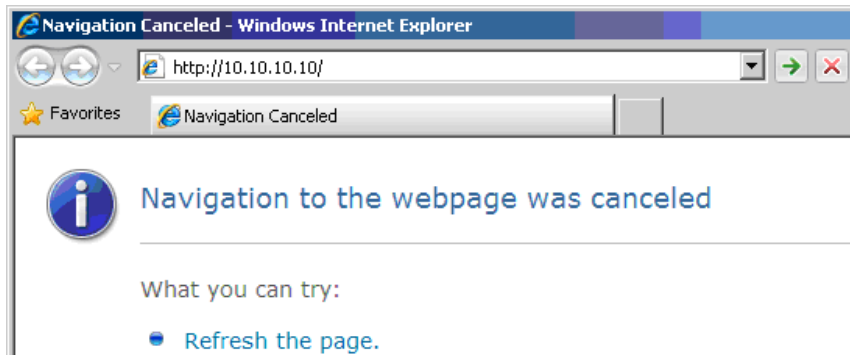 Navigation Canceled - Windows Internet Explorer
http://10.10.10.10/
Favorites
Navigation Canceled
Navigation to the webpage was canceled
What you can try:
Refresh the page.